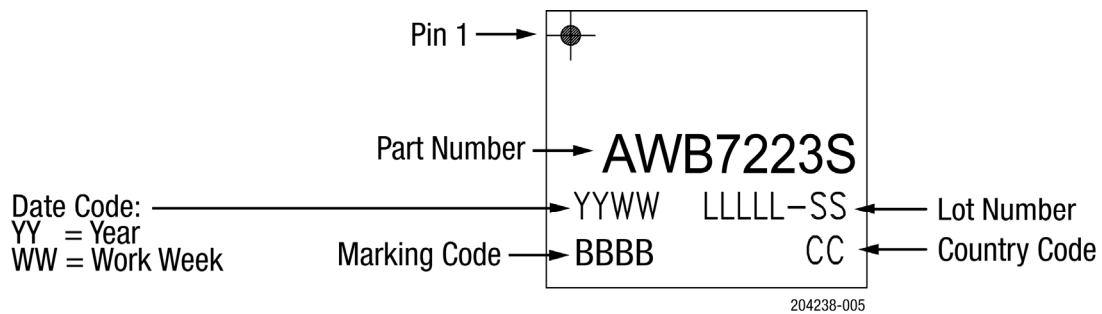 Pin 1
Part Number
AWB7223S
Date Code:
YY = Year
WW = Work Week
YYWW LLLLL-SS
Lot Number
Marking Code
BBBB CC
Country Code
204238-005